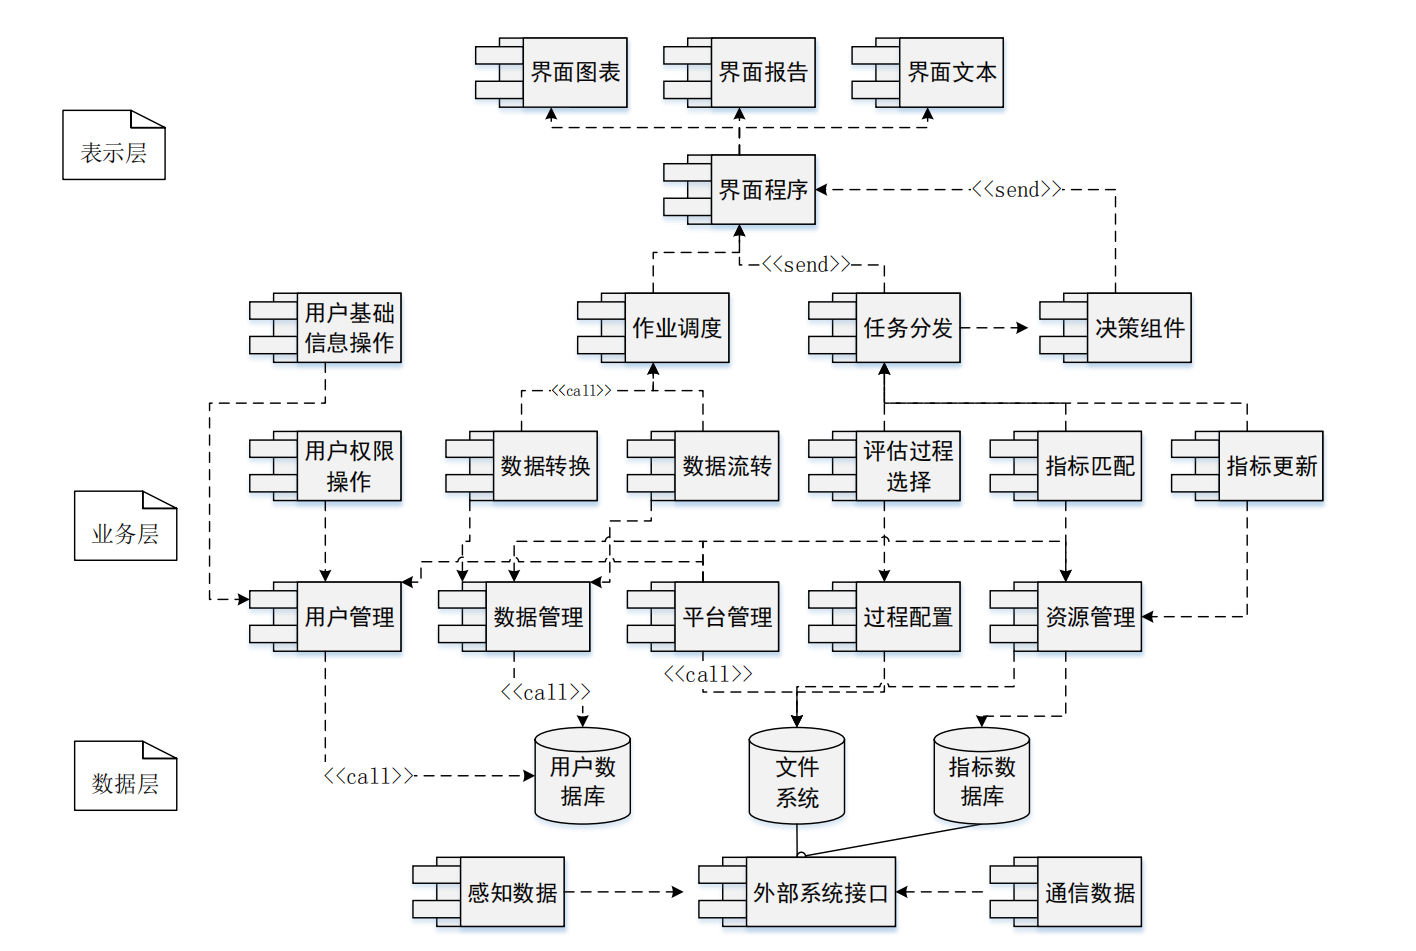 界面图表
界面报告
界面文本
表示层
界面程序
<<send>>
<<send>>
用户基础
信息操作
作业调度
任务分发
决策组件
<<call>>
用户权限
操作
数据转换
数据流转
评估过程
选择
指标匹配
指标更新
业务层
用户管理
数据管理
平台管理
过程配置
资源管理
<<call>>
<<call>>
数据层
<<call>>
用户数
据库
文件
系统
指标数
据库
感知数据
外部系统接口
通信数据